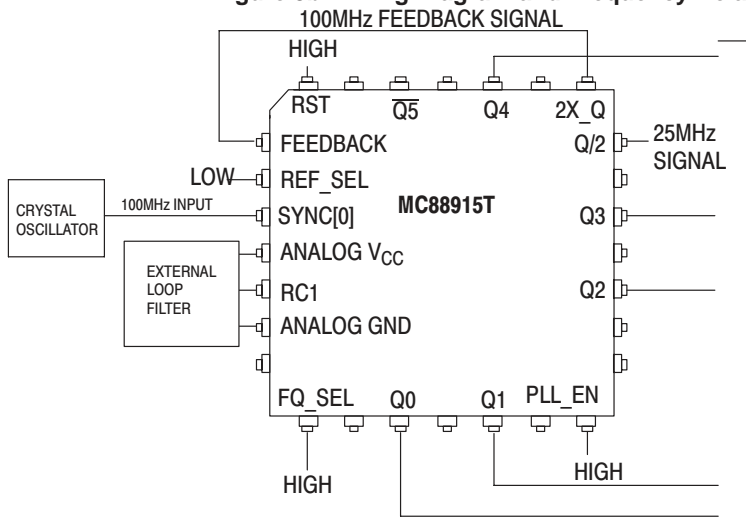 100MHz FEEDBACK SIGNAL
HIGH
RST
Q5
Q4
2X_Q
FEEDBACK
Q/2
25MHz
SIGNAL
LOW
REF_SEL
MC88915T
CRYSTAL
OSCILLATOR
100MHz INPUT
SYNC[0]
Q3
ANALOG VCC
EXTERNAL
LOOP
FILTER
RC1
Q2
ANALOG GND
FQ_SEL
Q0
Q1
PLL_EN
HIGH
HIGH